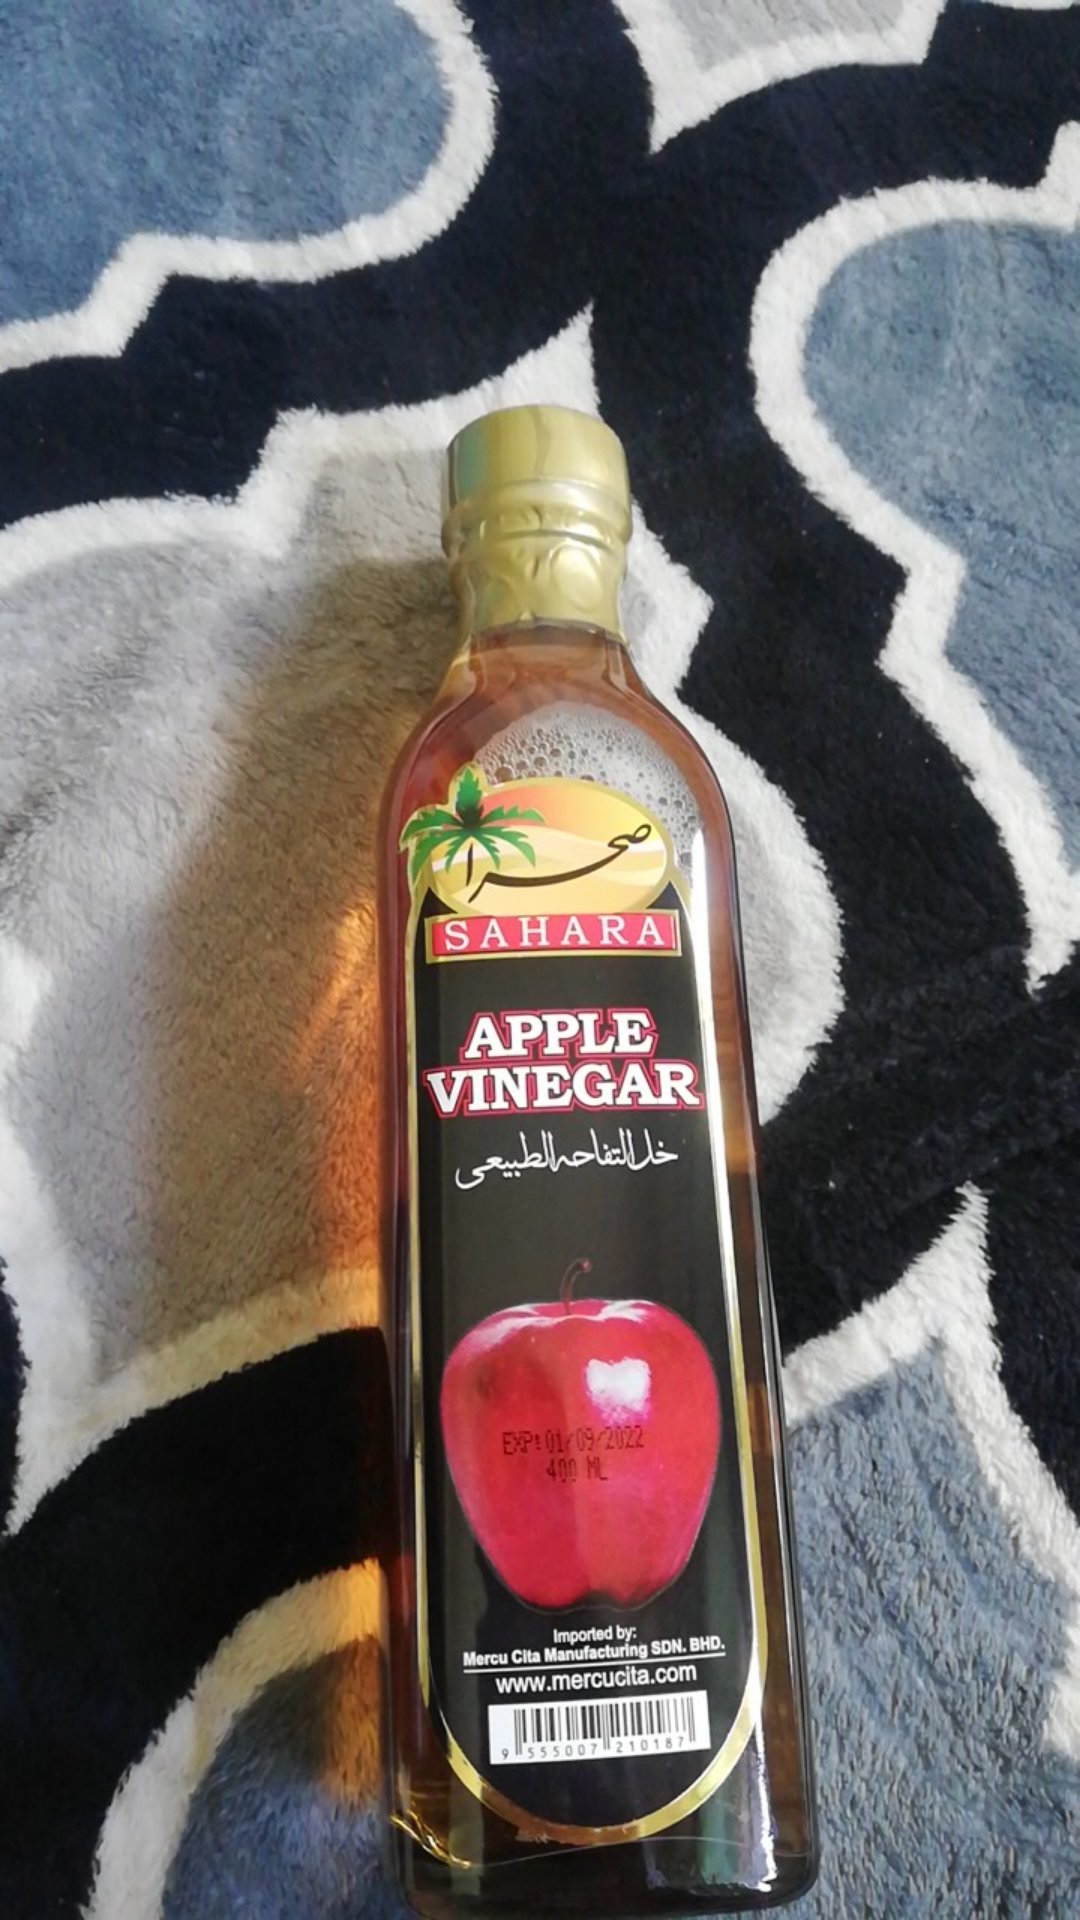 صحرا
SAHARA
APPLE
VINEGAR
خل التفاحه الطبيعي
EXP:01/09/2022
400 ML
Imported by:
Mercu Cita Manufacturing SDN. BHD.
www.mercucita.com
9 555007 210187